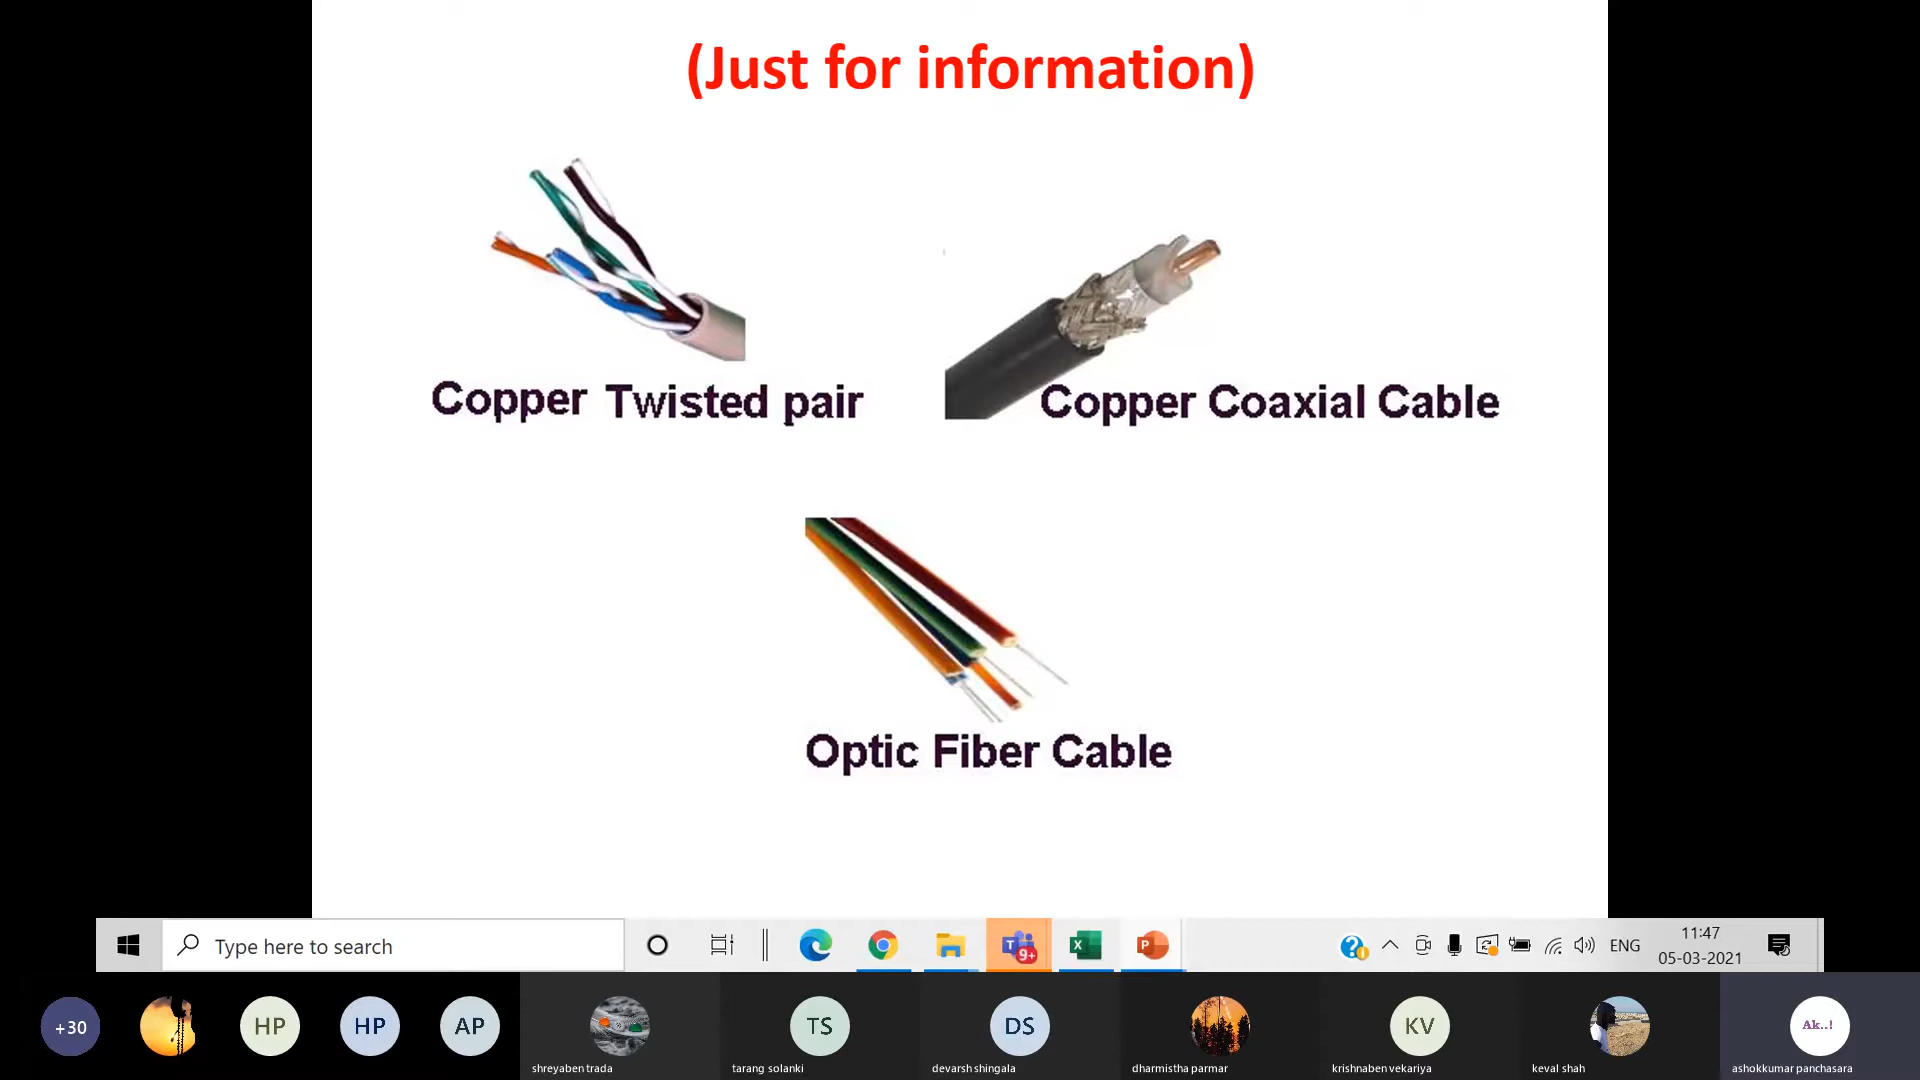 (Just for information)
Copper Twisted pair
Copper Coaxial Cable
Optic Fiber Cable
Type here to search
T
9+
X
P
ENG
11:47
05-03-2021
+30
HP
HP
AP
TS
DS
KV
Ak..!
shreyaben trada
tarang solanki
devarsh shingala
dharmistha parmar
krishnaben vekariya
keval shah
ashokkumar panchasara